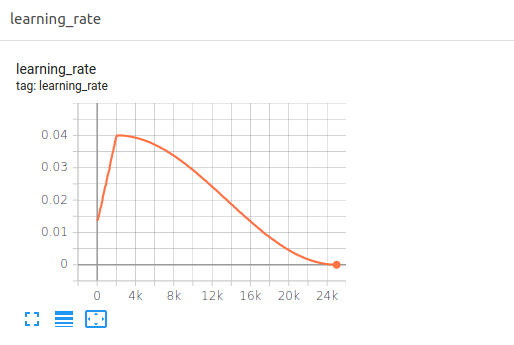 learning_rate
learning_rate
tag: learning_rate
0.04
0.03
0.02
0.01
0
0 4k 8k 12k 16k 20k 24k